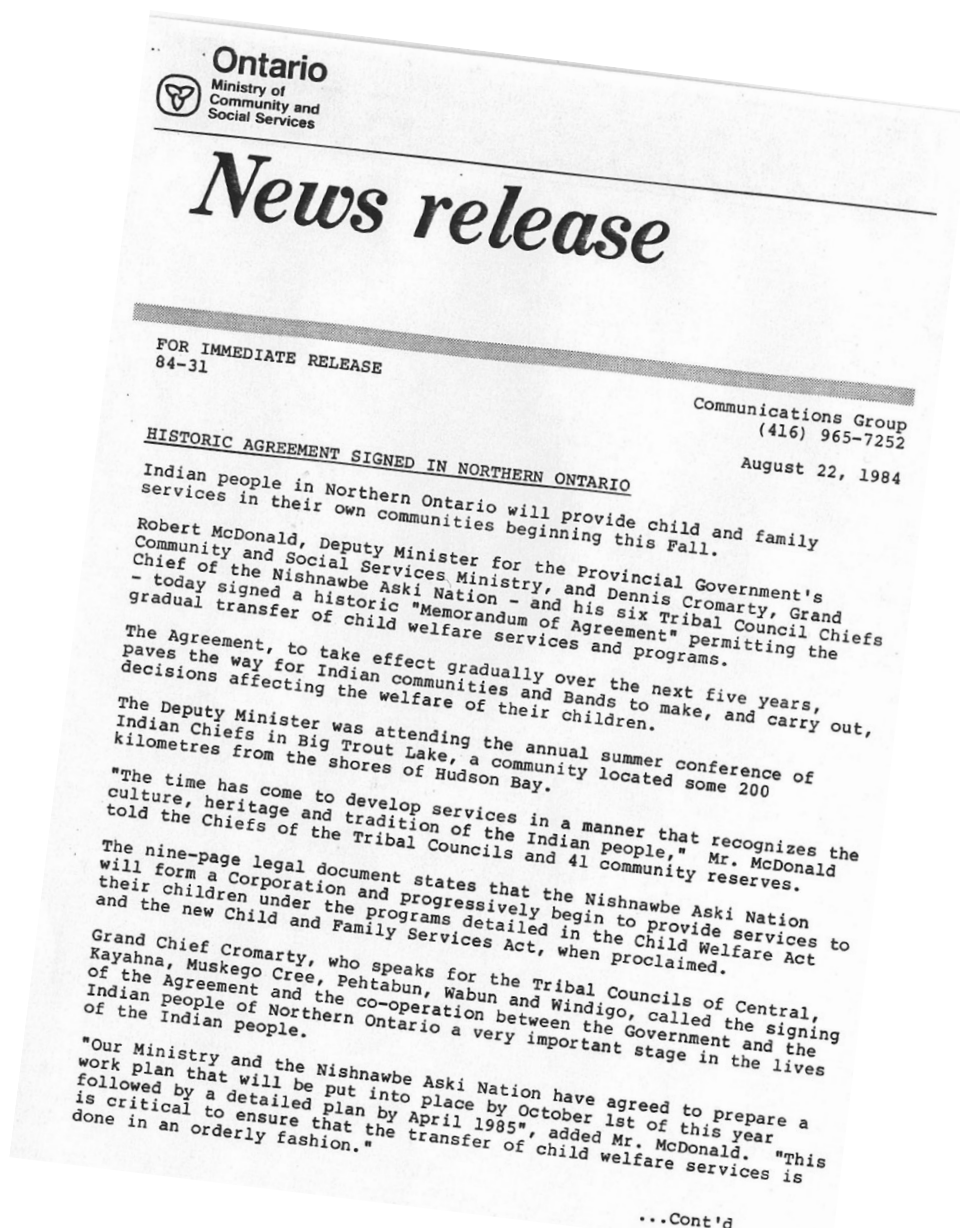 Ontario
Ministry of
Community and
Social Services
News release
FOR IMMEDIATE RELEASE
84-31
Communications Group
(416) 965-7252
August 22, 1984
HISTORIC AGREEMENT SIGNED IN NORTHERN ONTARIO
Indian people in Northern Ontario will provide child and family
services in their own communities beginning this Fall.
Robert McDonald, Deputy Minister for the Provincial Government's
Community and Social Services Ministry, and Dennis Cromarty, Grand
Chief of the Nishnawbe Aski Nation - and his six Tribal Council Chiefs
- today signed a historic "Memorandum of Agreement" permitting the
gradual transfer of child welfare services and programs.
The Agreement, to take effect gradually over the next five years,
paves the way for Indian communities and Bands to make, and carry out,
decisions affecting the welfare of their children.
The Deputy Minister was attending the annual summer conference of
Indian Chiefs in Big Trout Lake, a community located some 200
kilometres from the shores of Hudson Bay.
"The time has come to develop services in a manner that recognizes the
culture, heritage and tradition of the Indian people," Mr. McDonald
told the Chiefs of the Tribal Councils and 41 community reserves.
The nine-page legal document states that the Nishnawbe Aski Nation
will form a Corporation and progressively begin to provide services to
their children under the programs detailed in the Child Welfare Act
and the new Child and Family Services Act, when proclaimed.
Grand Chief Cromarty, who speaks for the Tribal Councils of Central,
Kayahna, Muskego Cree, Pehtabun, Wabun and Windigo, called the signing
of the Agreement and the co-operation between the Government and the
Indian people of Northern Ontario a very important stage in the lives
of the Indian people.
"Our Ministry and the Nishnawbe Aski Nation have agreed to prepare a
work plan that will be put into place by October 1st of this year
followed by a detailed plan by April 1985", added Mr. McDonald. "This
is critical to ensure that the transfer of child welfare services is
done in an orderly fashion."
...Cont'd